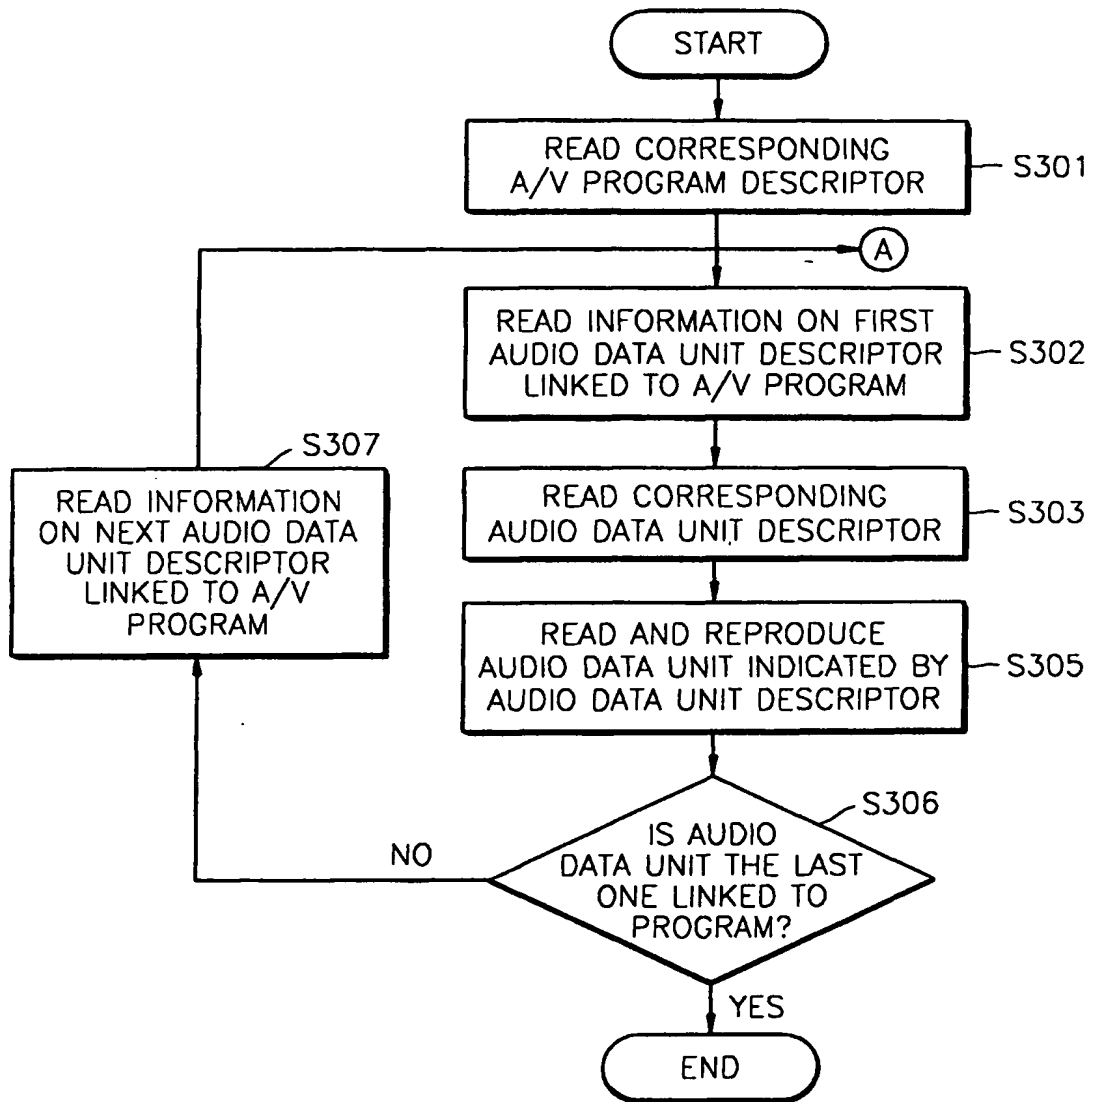 START
READ CORRESPONDING
A/V PROGRAM DESCRIPTOR
S301
A
READ INFORMATION ON FIRST
AUDIO DATA UNIT DESCRIPTOR
LINKED TO A/V PROGRAM
S302
S307
READ INFORMATION
ON NEXT AUDIO DATA
UNIT DESCRIPTOR
LINKED TO A/V
PROGRAM
READ CORRESPONDING
AUDIO DATA UNIT DESCRIPTOR
S303
READ AND REPRODUCE
AUDIO DATA UNIT INDICATED BY
AUDIO DATA UNIT DESCRIPTOR
S305
S306
IS AUDIO
DATA UNIT THE LAST
ONE LINKED TO
PROGRAM?
NO
YES
END